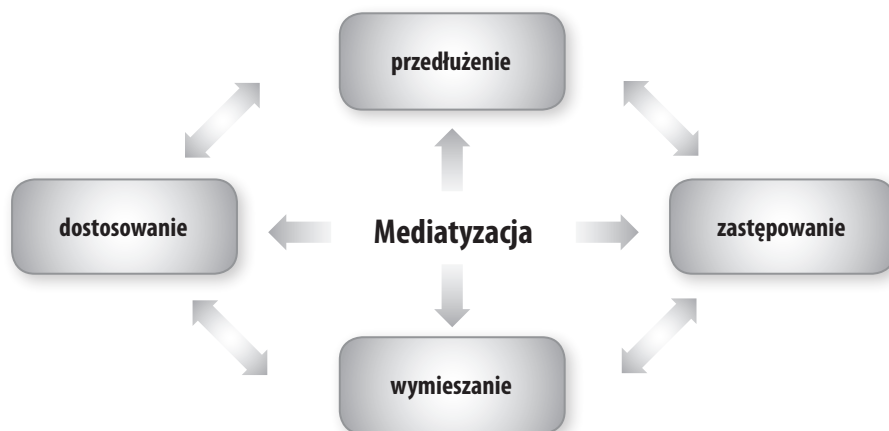 przedłużenie
dostosowanie
Mediatyzacja
zastępowanie
wymieszanie